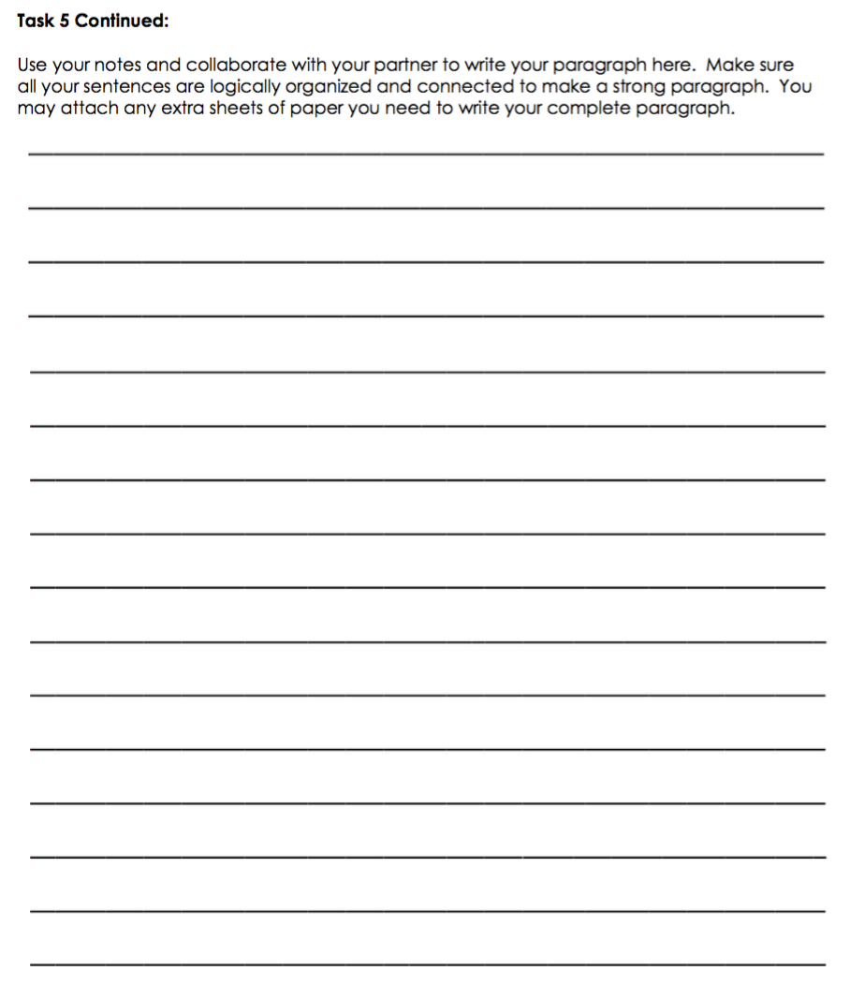 Task 5 Continued:
Use your notes and collaborate with your partner to write your paragraph here.  Make sure
all your sentences are logically organized and connected to make a strong paragraph.  You
may attach any extra sheets of paper you need to write your complete paragraph.